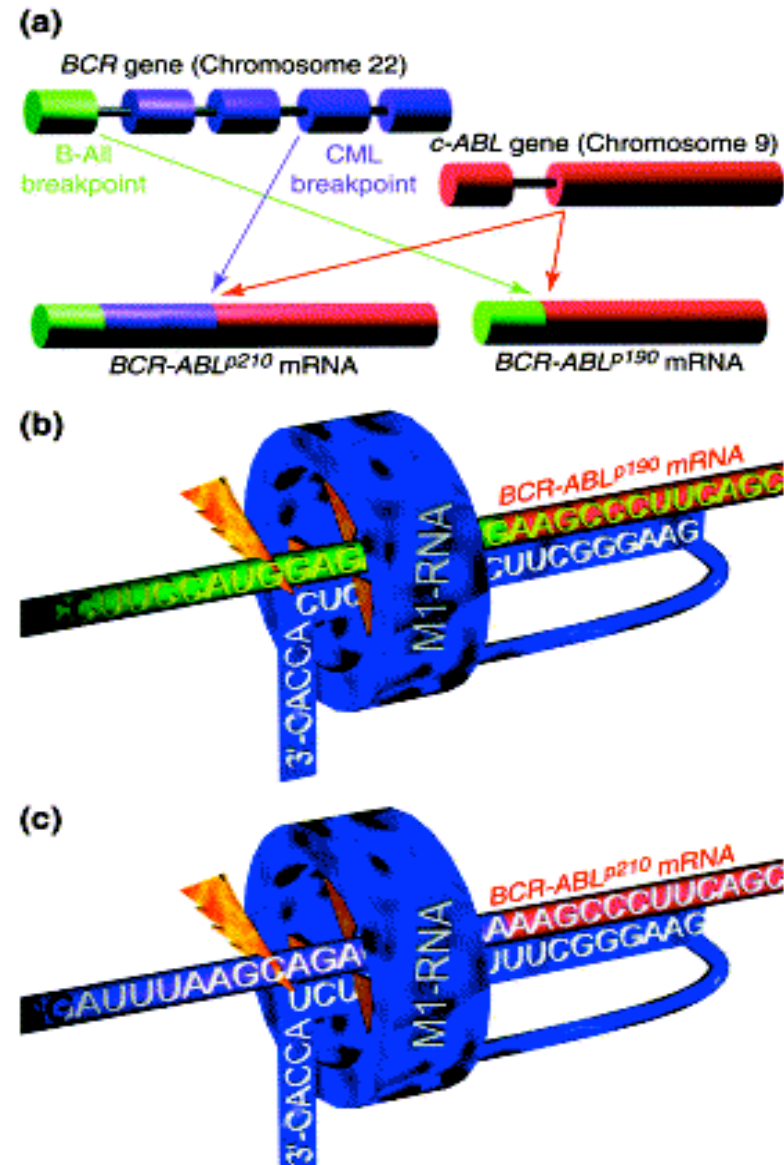 (a)
BCR gene (Chromosome 22)
c-ABL gene (Chromosome 9)
B-All
breakpoint
CML
breakpoint
BCR-ABLp210 mRNA
BCR-ABLp190 mRNA
(b)
BCR-ABLp190 mRNA
CUUCCAUGGAG
GAAGCCCUUCAGC
CUUCGGGAAG
CUC
M1-RNA
3'-CACCA
(c)
BCR-ABLp210 mRNA
GAUUUAAGCAGA
AAAGCCCUUCAGC
UUUCGGGAAG
UCU
M1-RNA
3'-CACCA